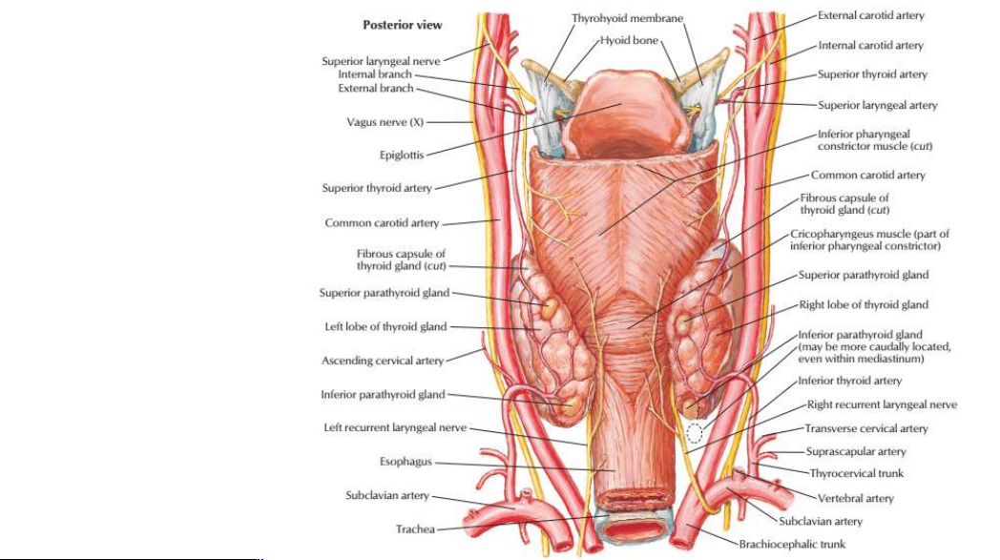 Posterior view
Thyrohyoid membrane
Hyoid bone
Superior laryngeal nerve
Internal branch
External branch
Vagus nerve (X)
Epiglottis
Superior thyroid artery
Common carotid artery
Fibrous capsule of
thyroid gland (cut)
Superior parathyroid gland
Left lobe of thyroid gland
Ascending cervical artery
Inferior parathyroid gland
Left recurrent laryngeal nerve
Esophagus
Subclavian artery
Trachea
External carotid artery
Internal carotid artery
Superior thyroid artery
Superior laryngeal artery
Inferior pharyngeal
constrictor muscle (cut)
Common carotid artery
Fibrous capsule of
thyroid gland (cut)
Cricopharyngeus muscle (part of
inferior pharyngeal constrictor)
Superior parathyroid gland
Right lobe of thyroid gland
Inferior parathyroid gland
(may be more caudally located,
even within mediastinum)
Inferior thyroid artery
Right recurrent laryngeal nerve
Transverse cervical artery
Suprascapular artery
Thyrocervical trunk
Vertebral artery
Subclavian artery
Brachiocephalic trunk